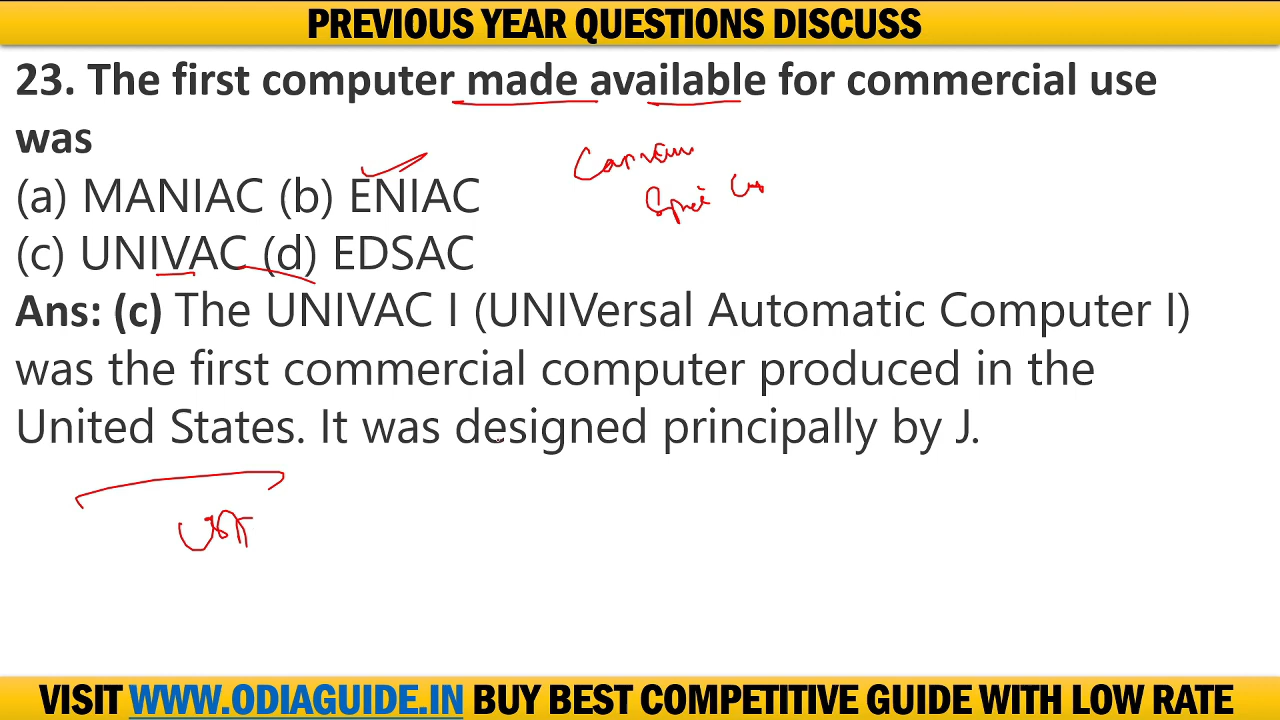 PREVIOUS YEAR QUESTIONS DISCUSS
23. The first computer made available for commercial use
was
(a) MANIAC (b) ENIAC
(c) UNIVAC (d) EDSAC
Ans: (c) The UNIVAC I (UNIVersal Automatic Computer I)
was the first commercial computer produced in the
United States. It was designed principally by J.
USA
VISIT WWW.ODIAGUIDE.IN BUY BEST COMPETITIVE GUIDE WITH LOW RATE